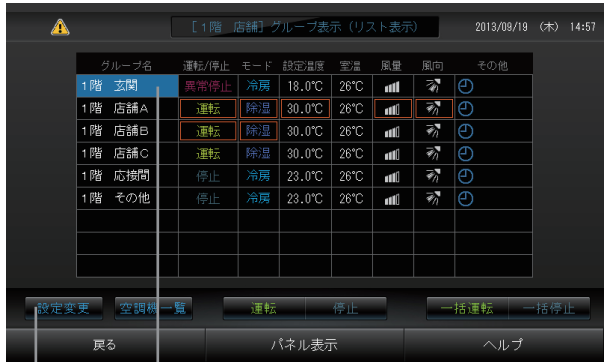 ［1階 店舗］グループ表示（リスト表示） 2013/09/19 （木） 14:57
グループ名 運転/停止 モード 設定温度 室温 風量 風向 その他
1階 玄関 異常停止 冷房 18.0℃ 26℃
1階 店舗A 運転 除湿 30.0℃ 26℃
1階 店舗B 運転 除湿 30.0℃ 26℃
1階 店舗C 運転 除湿 30.0℃ 26℃
1階 応接間 停止 冷房 23.0℃ 26℃
1階 その他 停止 冷房 23.0℃ 26℃
設定変更 空調機一覧 運転 停止 一括運転 一括停止
戻る パネル表示 ヘルプ